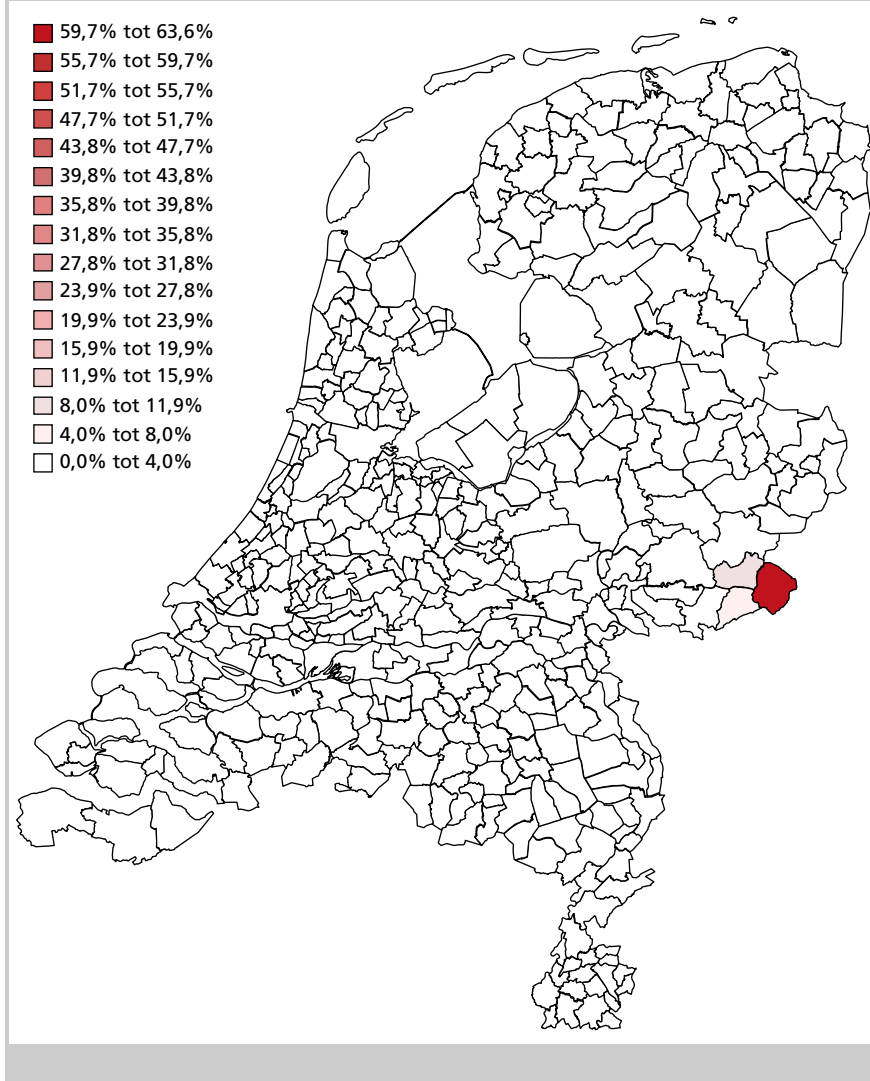 59,7% tot 63,6%
55,7% tot 59,7%
51,7% tot 55,7%
47,7% tot 51,7%
43,8% tot 47,7%
39,8% tot 43,8%
35,8% tot 39,8%
31,8% tot 35,8%
27,8% tot 31,8%
23,9% tot 27,8%
19,9% tot 23,9%
15,9% tot 19,9%
11,9% tot 15,9%
8,0% tot 11,9%
4,0% tot 8,0%
0,0% tot 4,0%